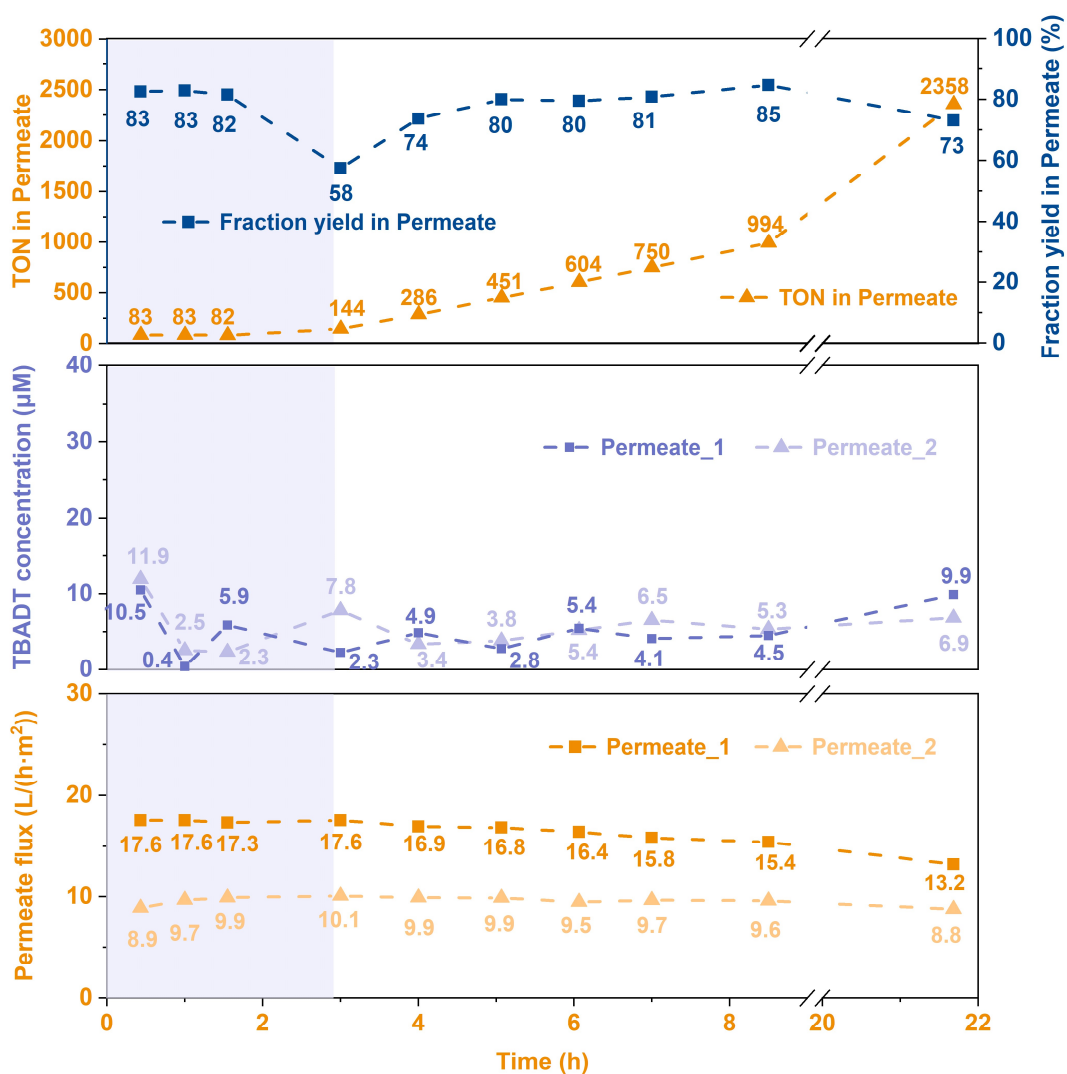 3000
2500
2000
1500
1000
500
0
TON in Permeate
100
80
60
40
20
0
Fraction yield in Permeate (%)
83 83 82 58 74 80 80 81 85 73
Fraction yield in Permeate
83 83 82 144 286 451 604 750 994 2358
TON in Permeate
40
30
20
10
0
TBADT concentration (μM)
Permeate_1 Permeate_2
11.9 2.5 2.3 7.8 3.4 3.8 5.4 6.5 5.3 6.9
10.5 0.4 5.9 2.3 4.9 2.8 5.4 4.1 4.5 9.9
30
20
10
0
Permeate flux (L/(h·m²))
Permeate_1 Permeate_2
17.6 17.6 17.3 17.6 16.9 16.8 16.4 15.8 15.4 13.2
8.9 9.7 9.9 10.1 9.9 9.9 9.5 9.7 9.6 8.8
0 2 4 6 8 20 22
Time (h)